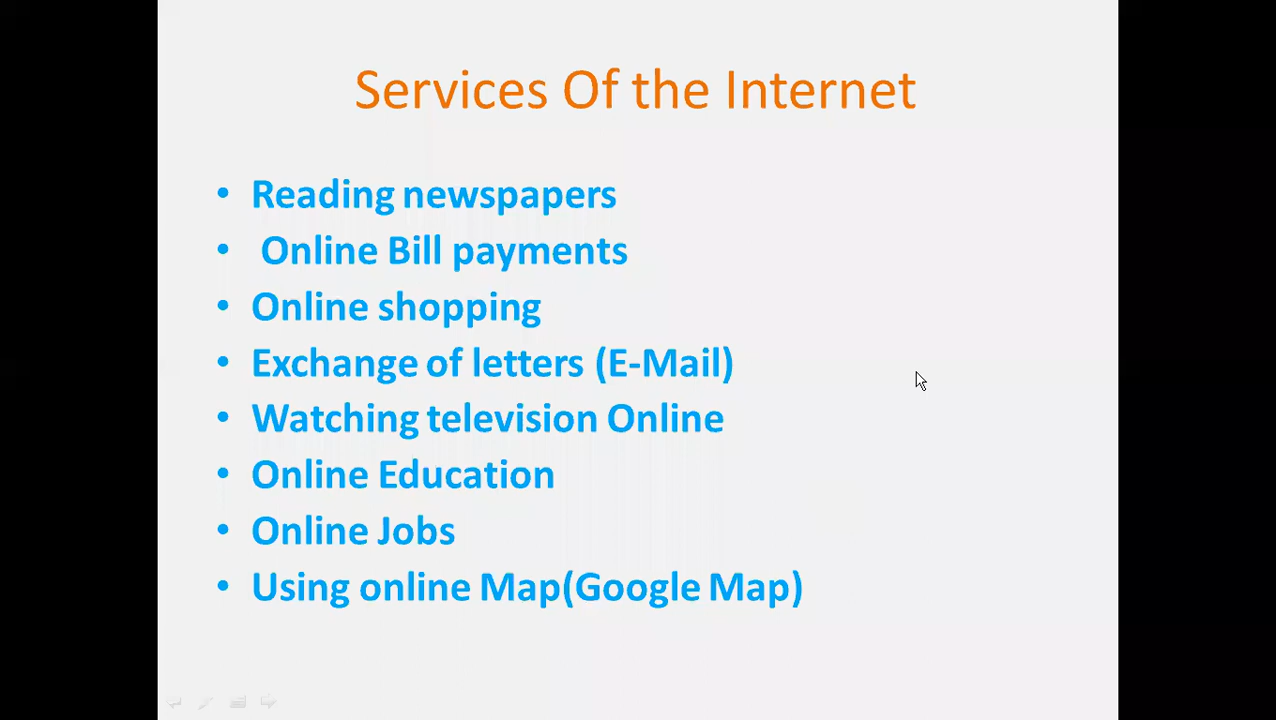 Services Of the Internet
• Reading newspapers
• Online Bill payments
• Online shopping
• Exchange of letters (E-Mail)
• Watching television Online
• Online Education
• Online Jobs
• Using online Map(Google Map)